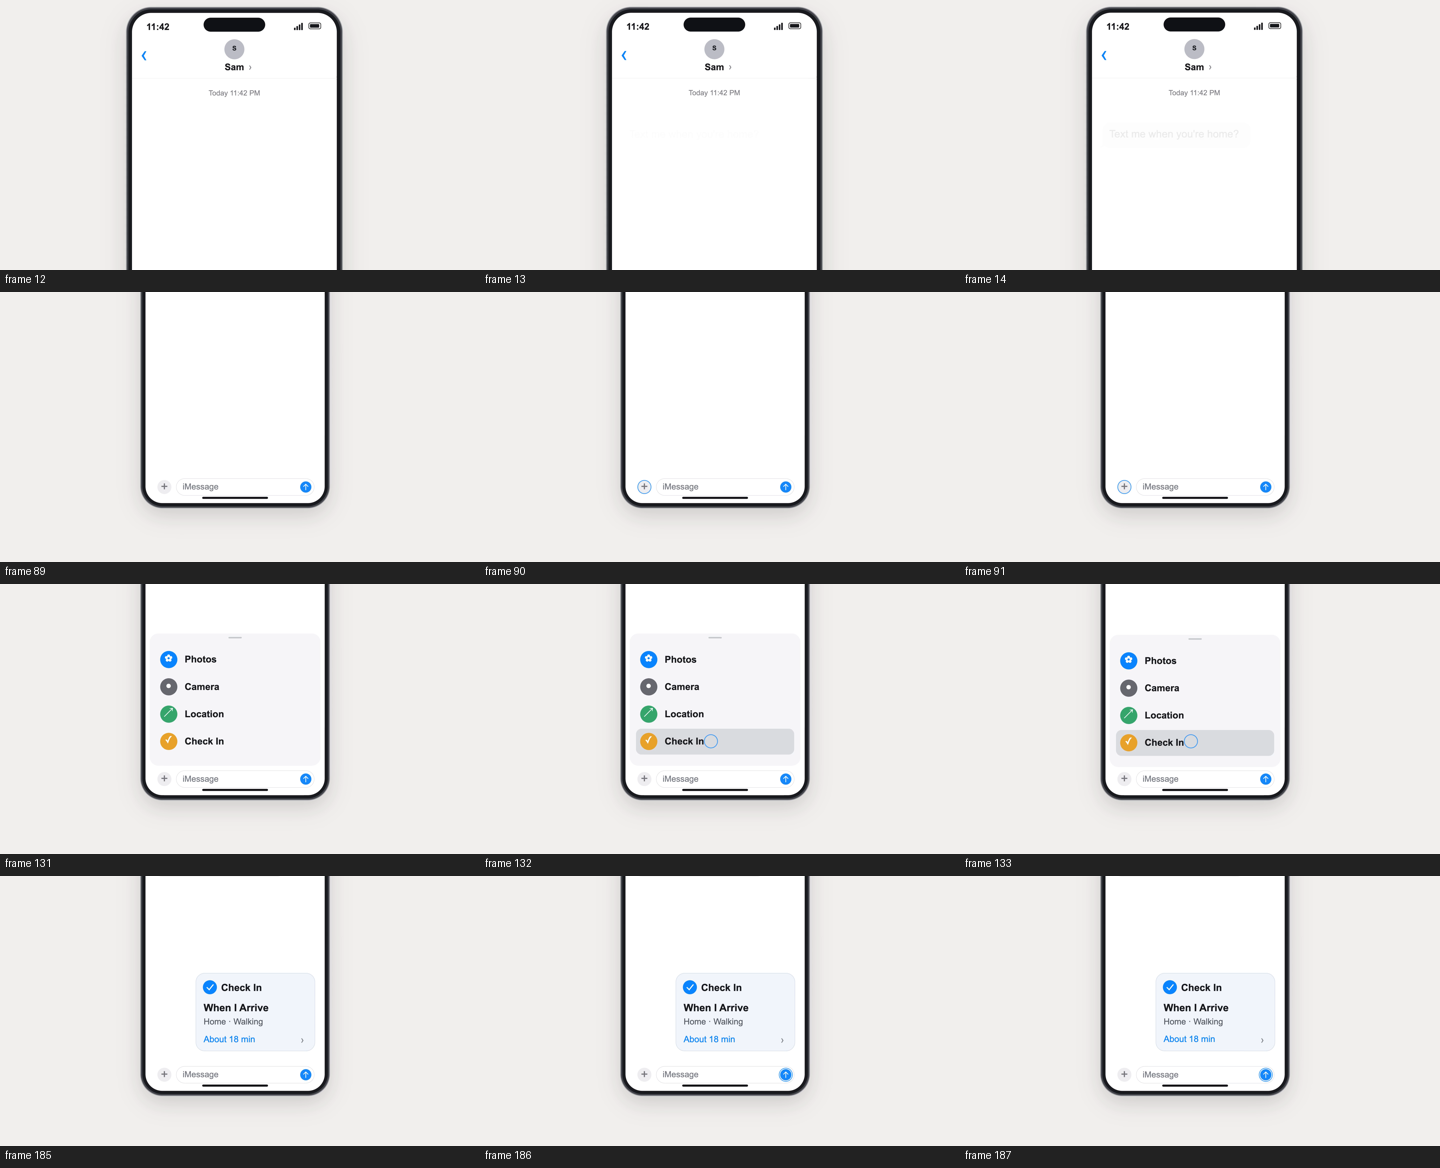 11:42
S
Sam
Today 11:42 PM
11:42
S
Sam
Today 11:42 PM
11:42
S
Sam
Today 11:42 PM
Text me when you're home?
frame 12
frame 13
frame 14
iMessage
iMessage
iMessage
frame 89
frame 90
frame 91
Photos
Camera
Location
Check In
iMessage
Photos
Camera
Location
Check In
iMessage
Photos
Camera
Location
Check In
iMessage
frame 131
frame 132
frame 133
Check In
When I Arrive
Home · Walking
About 18 min
iMessage
Check In
When I Arrive
Home · Walking
About 18 min
iMessage
Check In
When I Arrive
Home · Walking
About 18 min
iMessage
frame 185
frame 186
frame 187